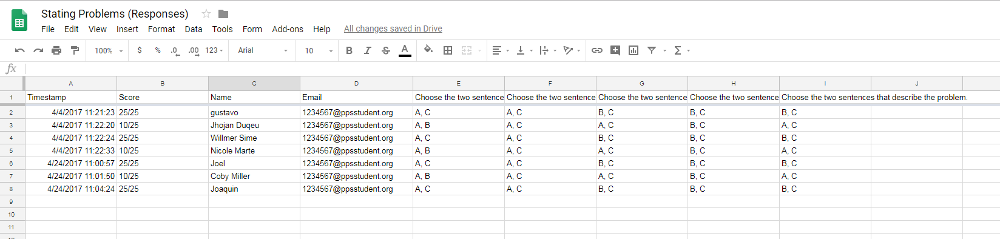 Stating Problems (Responses)
File Edit View Insert Format Data Tools Form Add-ons Help All changes saved in Drive
100% $ % .0 .00 123 Arial 10 B I S A Σ
fx
A B C D E F G H I J
1 Timestamp Score Name Email Choose the two sentence Choose the two sentence Choose the two sentence Choose the two sentence Choose the two sentences that describe the problem.
2 4/4/2017 11:21:23 25/25 gustavo 1234567@ppsstudent.org A, C A, C B, C B, C B, C
3 4/4/2017 11:22:20 10/25 Jhojan Duqeu 1234567@ppsstudent.org A, B A, C A, C B, C A, C
4 4/4/2017 11:22:24 25/25 Willmer Sime 1234567@ppsstudent.org A, C A, C B, C B, C B, C
5 4/4/2017 11:22:33 10/25 Nicole Marte 1234567@ppsstudent.org A, B A, C A, C B, C A, C
6 4/24/2017 11:00:57 25/25 Joel 1234567@ppsstudent.org A, C A, C B, C B, C B, C
7 4/24/2017 11:01:50 10/25 Coby Miller 1234567@ppsstudent.org A, B A, C A, C B, C A, C
8 4/24/2017 11:04:24 25/25 Joaquin 1234567@ppsstudent.org A, C A, C B, C B, C B, C
9
10
11